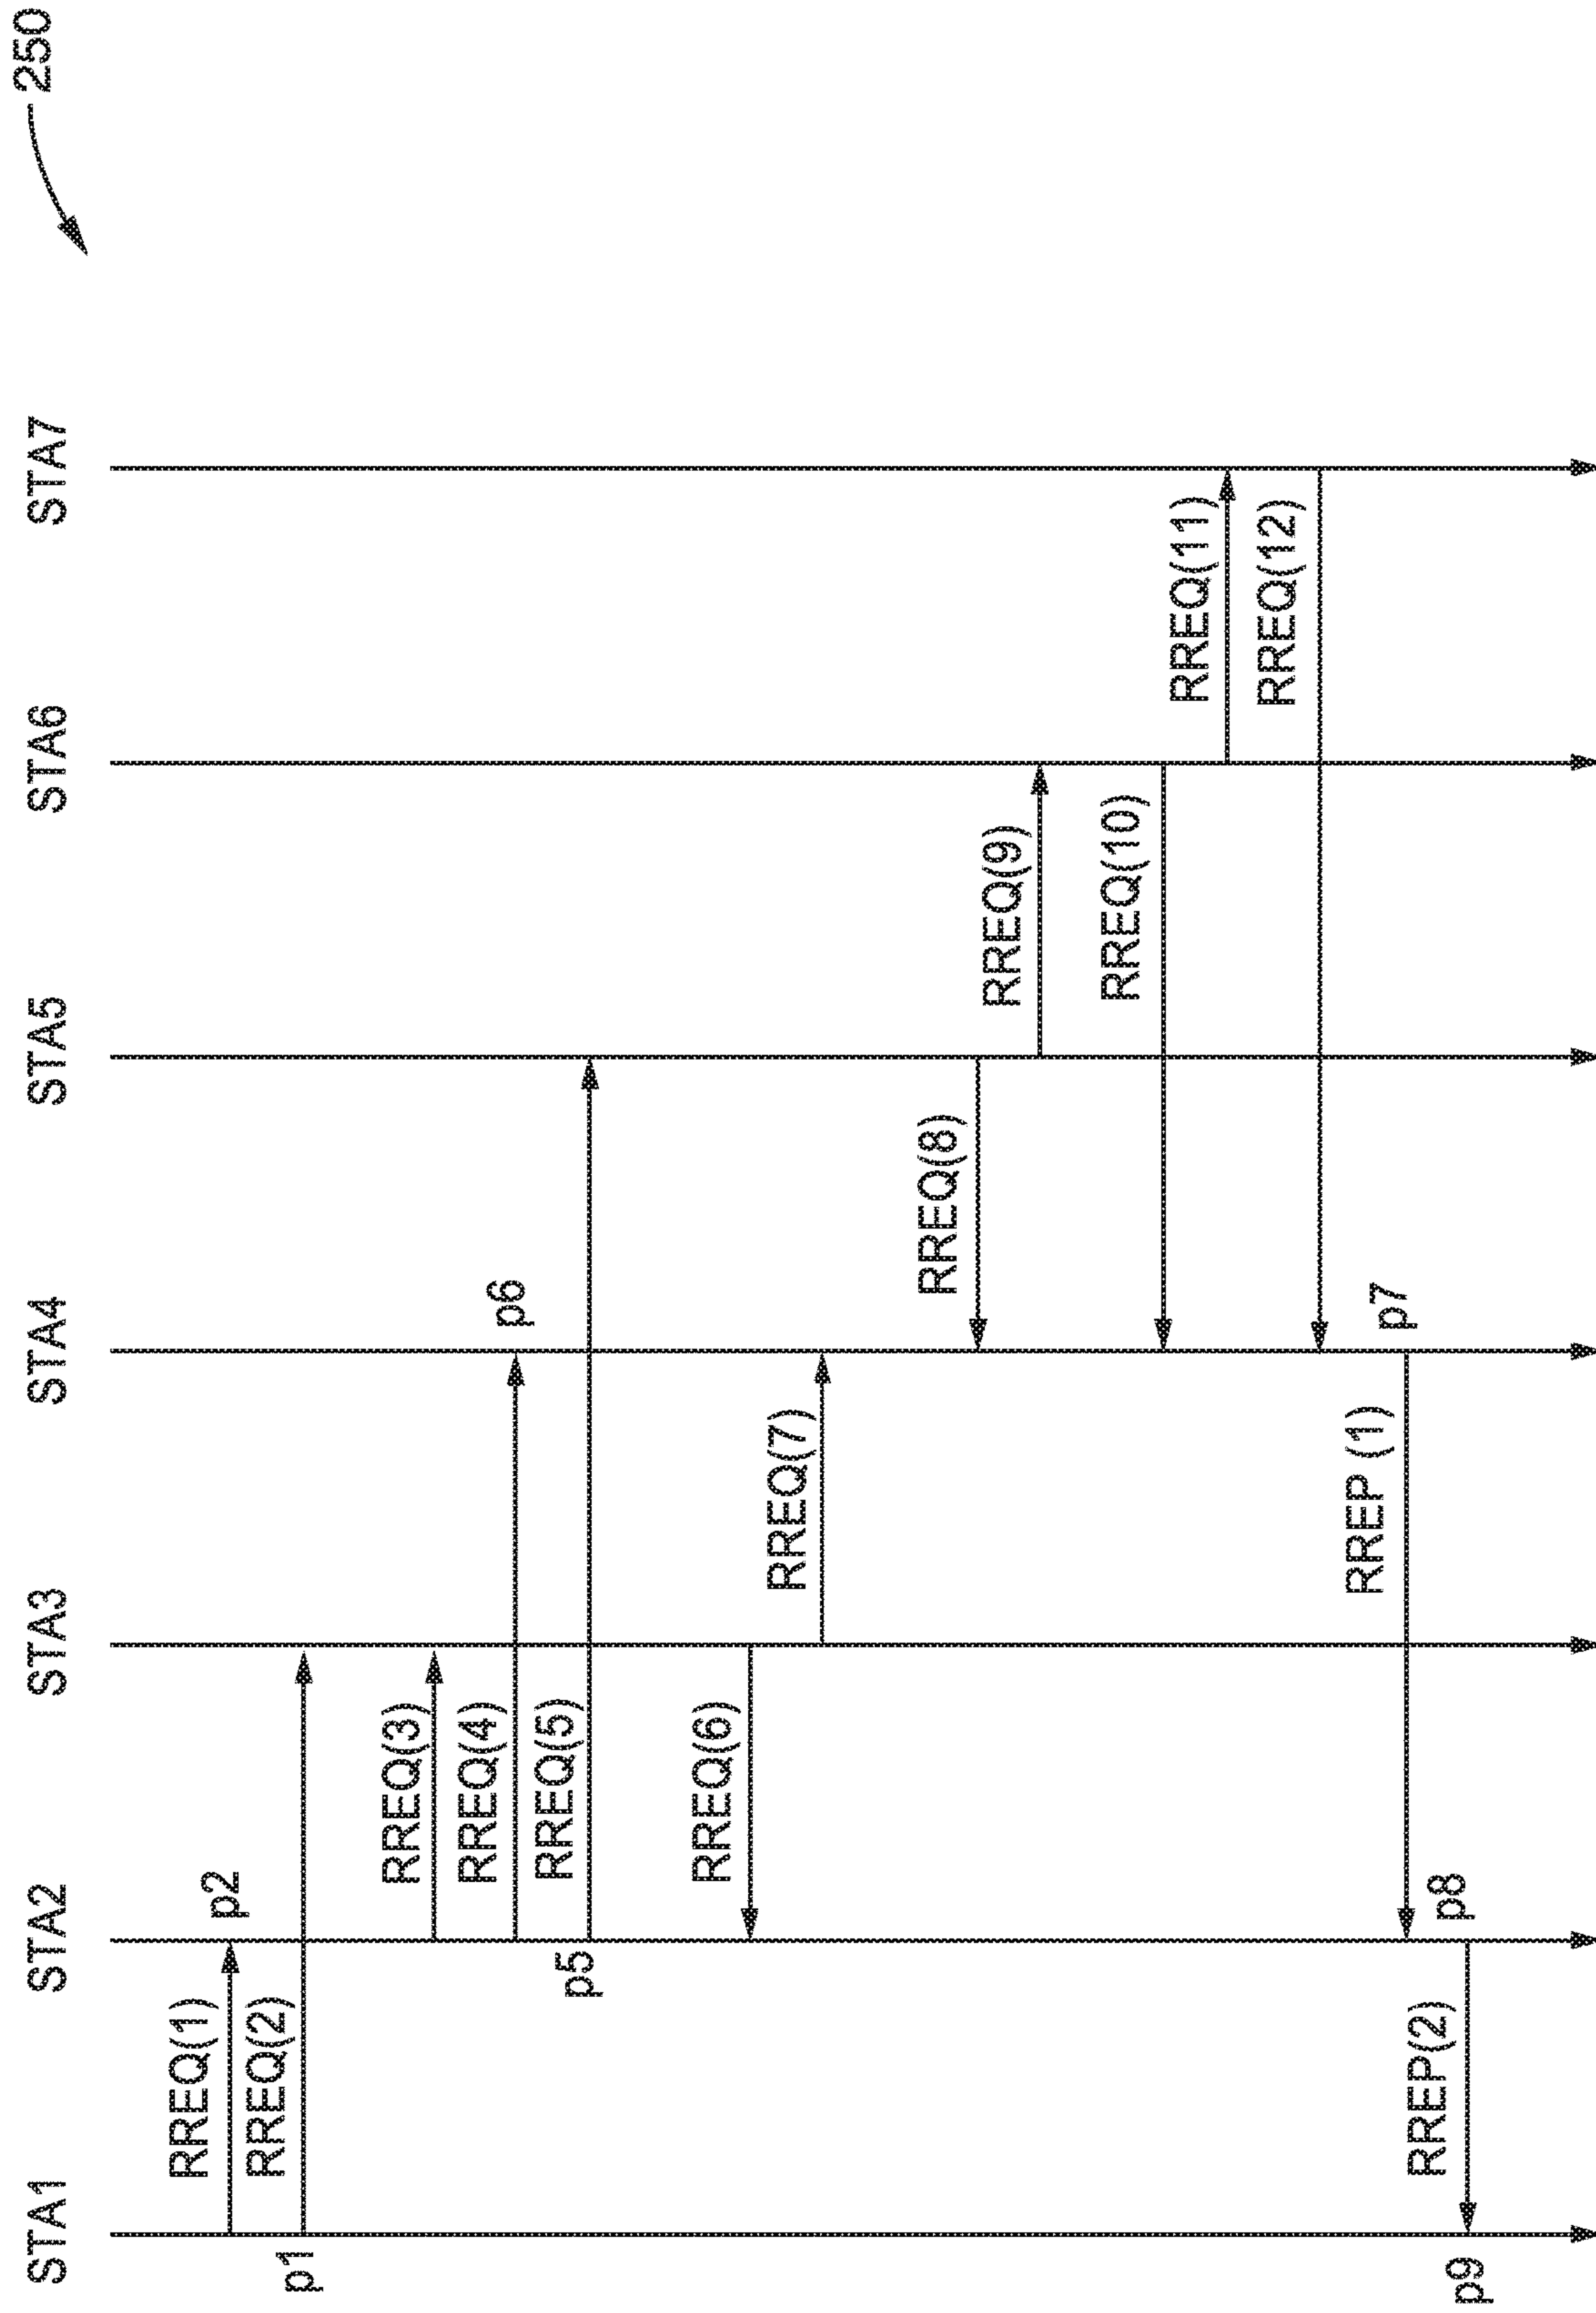 250
STA1
STA2
STA3
STA4
STA5
STA6
STA7
RREQ(1)
p2
RREQ(2)
p1
RREQ(3)
RREQ(4)
p6
RREQ(5)
p5
RREQ(6)
RREQ(7)
RREQ(8)
RREQ(9)
RREQ(10)
RREQ(11)
RREQ(12)
RREP (1)
p7
RREP(2)
p8
p9